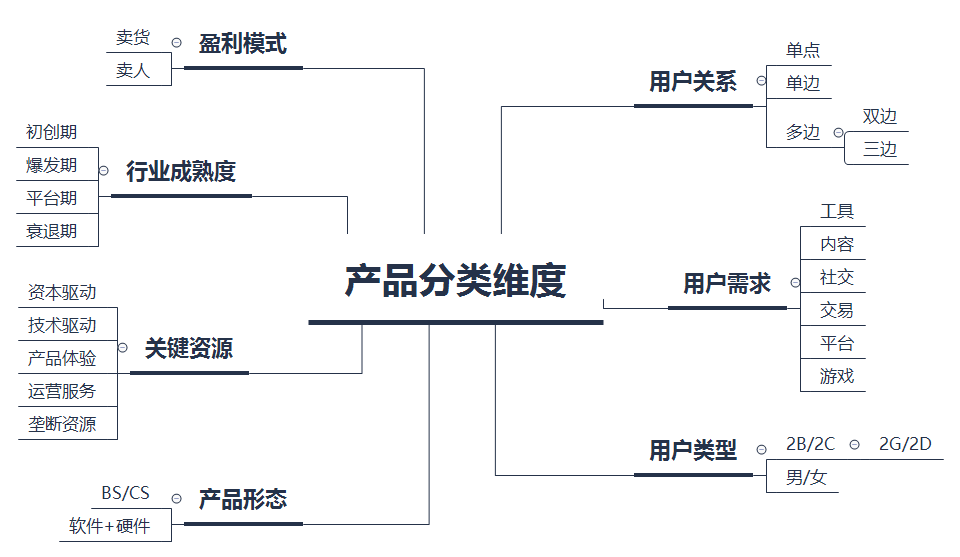 产品分类维度
用户关系
单点
单边
多边
双边
三边
用户需求
工具
内容
社交
交易
平台
游戏
用户类型
2B/2C
2G/2D
男/女
盈利模式
卖货
卖人
行业成熟度
初创期
爆发期
平台期
衰退期
关键资源
资本驱动
技术驱动
产品体验
运营服务
垄断资源
产品形态
BS/CS
软件+硬件